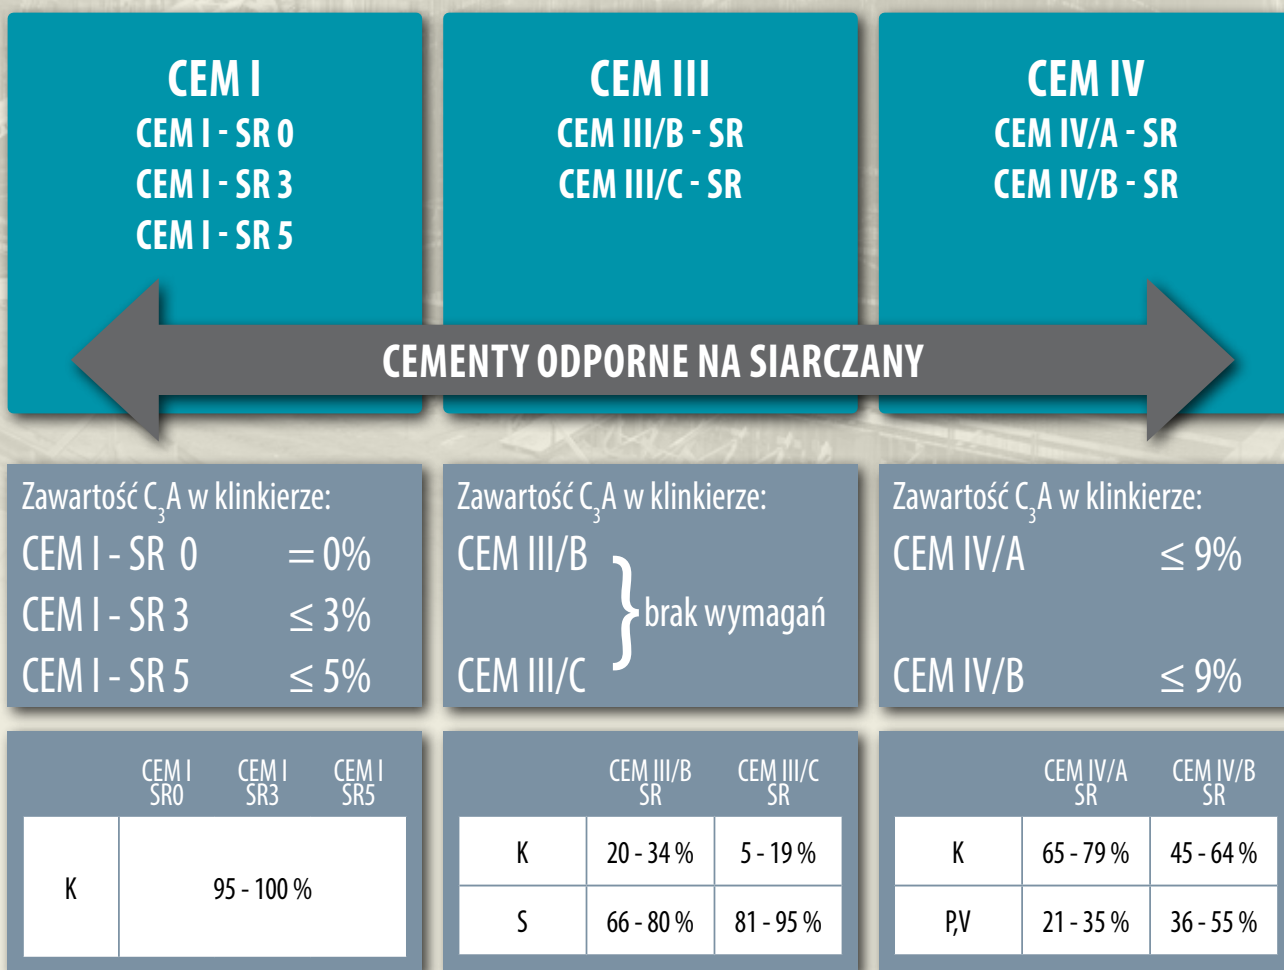 CEM I
CEM I - SR 0
CEM I - SR 3
CEM I - SR 5
CEM III
CEM III/B - SR
CEM III/C - SR
CEM IV
CEM IV/A - SR
CEM IV/B - SR
CEMENTY ODPORNE NA SIARCZANY
Zawartość C₃A w klinkierze:
CEM I - SR 0 = 0%
CEM I - SR 3 ≤ 3%
CEM I - SR 5 ≤ 5%
Zawartość C₃A w klinkierze:
CEM III/B
} brak wymagań
CEM III/C
Zawartość C₃A w klinkierze:
CEM IV/A ≤ 9%
CEM IV/B ≤ 9%
CEM I CEM I CEM I
SR0 SR3 SR5
K 95 - 100 %
CEM III/B CEM III/C
SR SR
K 20 - 34 % 5 - 19 %
S 66 - 80 % 81 - 95 %
CEM IV/A CEM IV/B
SR SR
K 65 - 79 % 45 - 64 %
P,V 21 - 35 % 36 - 55 %